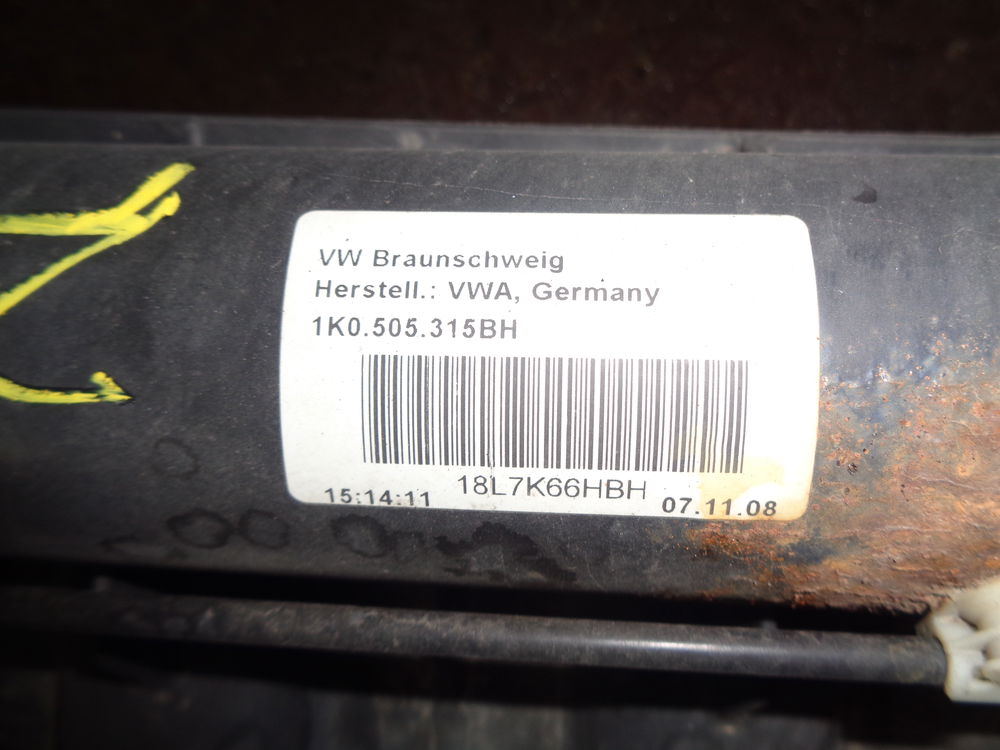 VW Braunschweig
Herstell.: VWA, Germany
1K0.505.315BH
18L7K66HBH
15:14:11 07.11.08